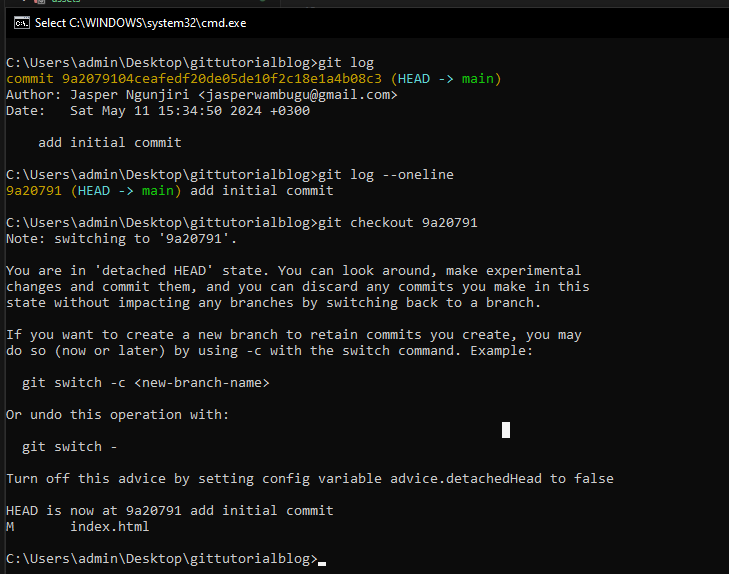 assets
Select C:\WINDOWS\system32\cmd.exe
C:\Users\admin\Desktop\gittutorialblog>git log
commit 9a2079104ceafedf20de05de10f2c18e1a4b08c3 (HEAD -> main)
Author: Jasper Ngunjiri <jasperwambugu@gmail.com>
Date:   Sat May 11 15:34:50 2024 +0300
    add initial commit
C:\Users\admin\Desktop\gittutorialblog>git log --oneline
9a20791 (HEAD -> main) add initial commit
C:\Users\admin\Desktop\gittutorialblog>git checkout 9a20791
Note: switching to '9a20791'.
You are in 'detached HEAD' state. You can look around, make experimental
changes and commit them, and you can discard any commits you make in this
state without impacting any branches by switching back to a branch.
If you want to create a new branch to retain commits you create, you may
do so (now or later) by using -c with the switch command. Example:
  git switch -c <new-branch-name>
Or undo this operation with:
  git switch -
Turn off this advice by setting config variable advice.detachedHead to false
HEAD is now at 9a20791 add initial commit
M       index.html
C:\Users\admin\Desktop\gittutorialblog>